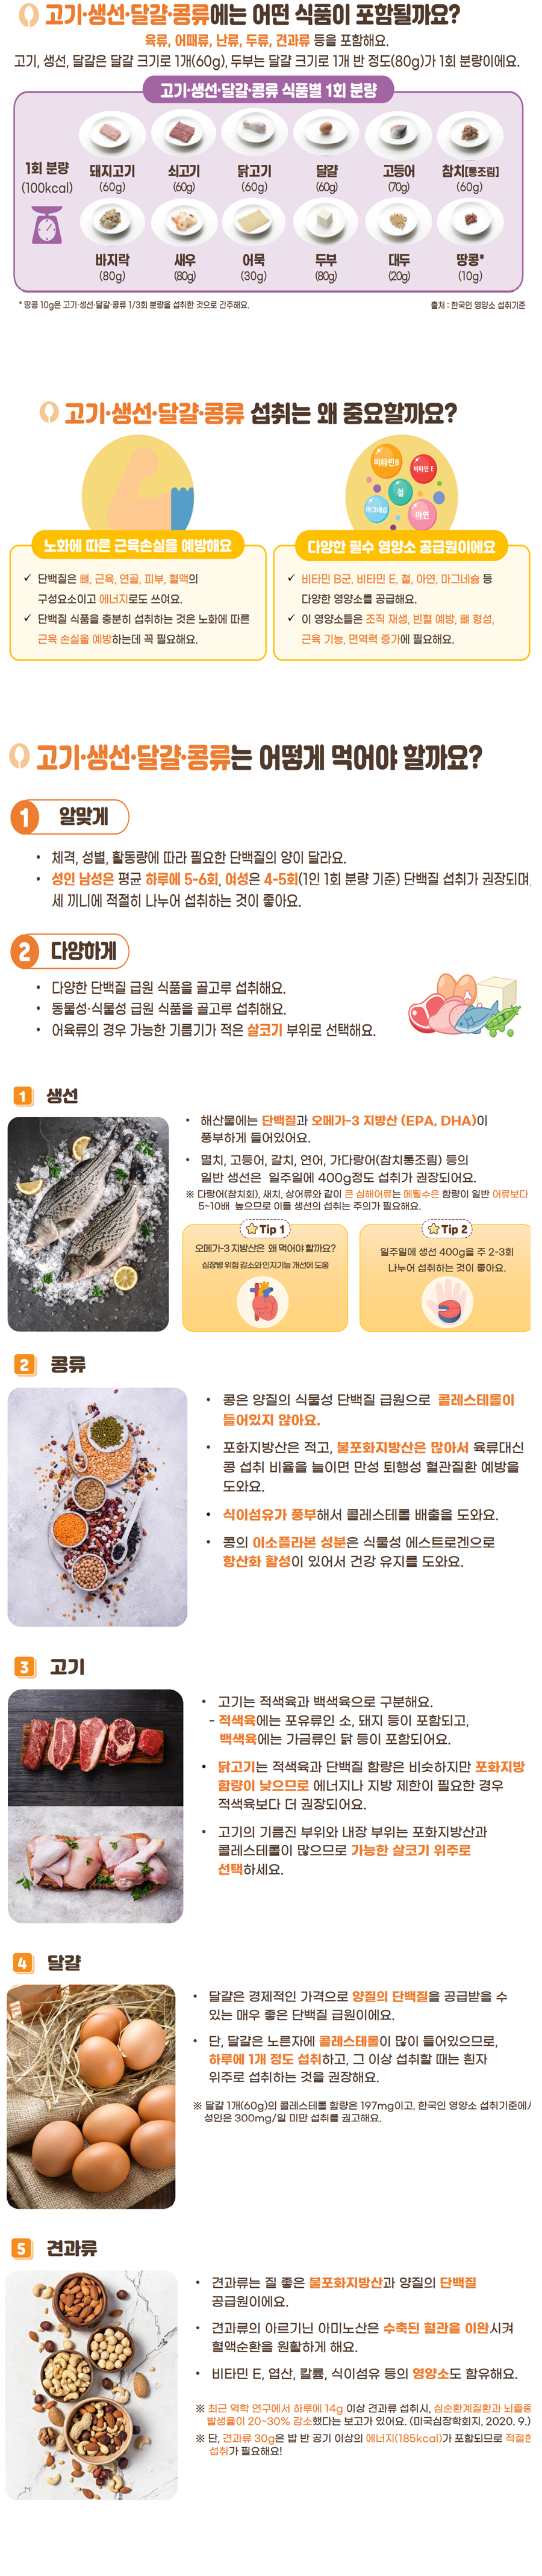 고기·생선·달걀·콩류에는 어떤 식품이 포함될까요?
육류, 어패류, 난류, 두류, 견과류 등을 포함해요.
고기, 생선, 달걀은 달걀 크기로 1개(60g), 두부는 달걀 크기로 1개 반 정도(80g)가 1회 분량이에요.
고기·생선·달걀·콩류 식품별 1회 분량
1회 분량
(100kcal)
돼지고기 쇠고기 닭고기 달걀 고등어 참치[통조림]
(60g) (60g) (60g) (60g) (70g) (60g)
바지락 새우 어묵 두부 대두 땅콩*
(80g) (80g) (30g) (80g) (20g) (10g)
* 땅콩 10g은 고기·생선·달걀·콩류 1/3회 분량을 섭취한 것으로 간주해요.
출처 : 한국인 영양소 섭취기준
고기·생선·달걀·콩류 섭취는 왜 중요할까요?
비타민B
비타민 E
철
마그네슘
아연
노화에 따른 근육손실을 예방해요
✓ 단백질은 뼈, 근육, 연골, 피부, 혈액의
구성요소이고 에너지로도 쓰여요.
✓ 단백질 식품을 충분히 섭취하는 것은 노화에 따른
근육 손실을 예방하는데 꼭 필요해요.
다양한 필수 영양소 공급원이에요
✓ 비타민 B군, 비타민 E, 철, 아연, 마그네슘 등
다양한 영양소를 공급해요.
✓ 이 영양소들은 조직 재생, 빈혈 예방, 뼈 형성,
근육 기능, 면역력 증가에 필요해요.
고기·생선·달걀·콩류는 어떻게 먹어야 할까요?
1 알맞게
• 체격, 성별, 활동량에 따라 필요한 단백질의 양이 달라요.
• 성인 남성은 평균 하루에 5-6회, 여성은 4-5회(1인 1회 분량 기준) 단백질 섭취가 권장되며,
세 끼니에 적절히 나누어 섭취하는 것이 좋아요.
2 다양하게
• 다양한 단백질 급원 식품을 골고루 섭취해요.
• 동물성·식물성 급원 식품을 골고루 섭취해요.
• 어육류의 경우 가능한 기름기가 적은 살코기 부위로 선택해요.
1 생선
• 해산물에는 단백질과 오메가-3 지방산 (EPA, DHA)이
풍부하게 들어있어요.
• 멸치, 고등어, 갈치, 연어, 가다랑어(참치통조림) 등의
일반 생선은 일주일에 400g정도 섭취가 권장되어요.
※ 다랑어(참치회), 새치, 상어류와 같이 큰 심해어류는 메틸수은 함량이 일반 어류보다
5~10배 높으므로 이들 생선의 섭취는 주의가 필요해요.
Tip 1
오메가-3 지방산은 왜 먹어야 할까요?
심장병 위험 감소와 인지기능 개선에 도움
Tip 2
일주일에 생선 400g을 주 2-3회
나누어 섭취하는 것이 좋아요.
2 콩류
• 콩은 양질의 식물성 단백질 급원으로 콜레스테롤이
들어있지 않아요.
• 포화지방산은 적고, 불포화지방산은 많아서 육류대신
콩 섭취 비율을 늘이면 만성 퇴행성 혈관질환 예방을
도와요.
• 식이섬유가 풍부해서 콜레스테롤 배출을 도와요.
• 콩의 이소플라본 성분은 식물성 에스트로겐으로
항산화 활성이 있어서 건강 유지를 도와요.
3 고기
• 고기는 적색육과 백색육으로 구분해요.
- 적색육에는 포유류인 소, 돼지 등이 포함되고,
백색육에는 가금류인 닭 등이 포함되어요.
• 닭고기는 적색육과 단백질 함량은 비슷하지만 포화지방
함량이 낮으므로 에너지나 지방 제한이 필요한 경우
적색육보다 더 권장되어요.
• 고기의 기름진 부위와 내장 부위는 포화지방산과
콜레스테롤이 많으므로 가능한 살코기 위주로
선택하세요.
4 달걀
• 달걀은 경제적인 가격으로 양질의 단백질을 공급받을 수
있는 매우 좋은 단백질 급원이에요.
• 단, 달걀은 노른자에 콜레스테롤이 많이 들어있으므로,
하루에 1개 정도 섭취하고, 그 이상 섭취할 때는 흰자
위주로 섭취하는 것을 권장해요.
※ 달걀 1개(60g)의 콜레스테롤 함량은 197mg이고, 한국인 영양소 섭취기준에서
성인은 300mg/일 미만 섭취를 권고해요.
5 견과류
• 견과류는 질 좋은 불포화지방산과 양질의 단백질
공급원이에요.
• 견과류의 아르기닌 아미노산은 수축된 혈관을 이완시켜
혈액순환을 원활하게 해요.
• 비타민 E, 엽산, 칼륨, 식이섬유 등의 영양소도 함유해요.
※ 최근 역학 연구에서 하루에 14g 이상 견과류 섭취시, 심순환계질환과 뇌졸중
발생율이 20~30% 감소했다는 보고가 있어요. (미국심장학회지, 2020. 9.)
※ 단, 견과류 30g은 밥 반 공기 이상의 에너지(185kcal)가 포함되므로 적절한
섭취가 필요해요!